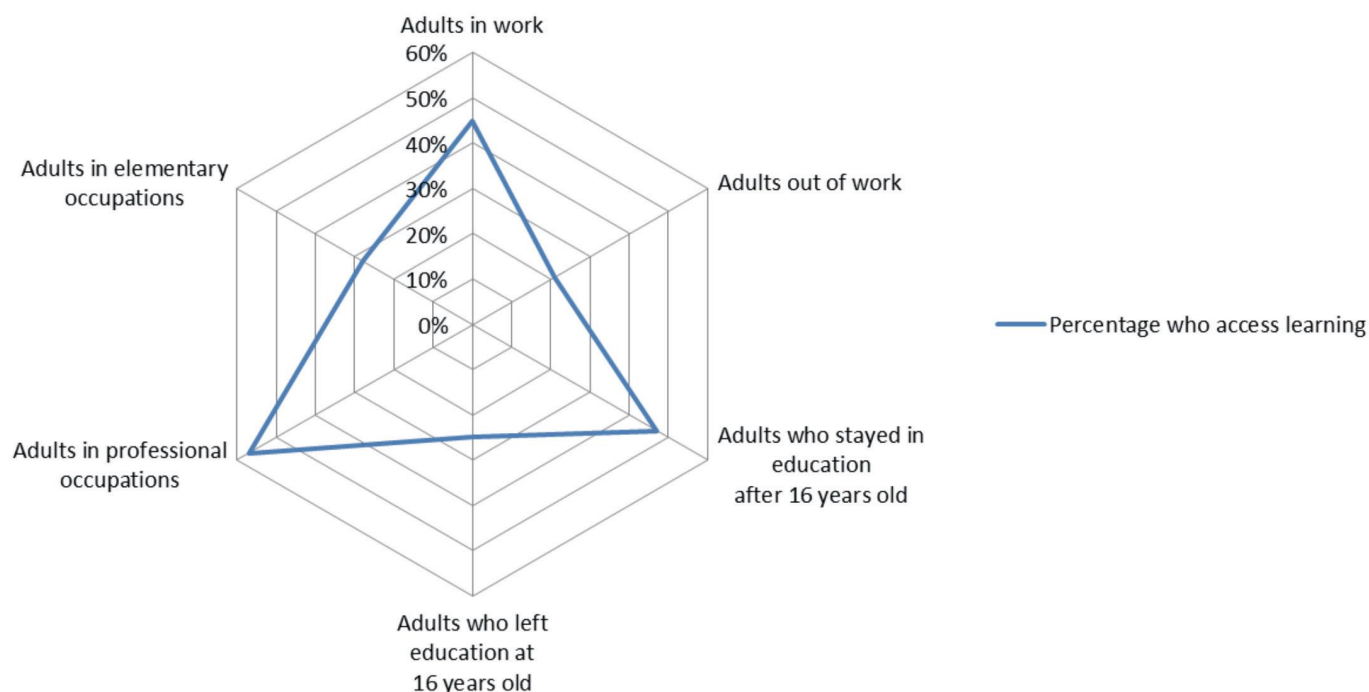 Adults in work
60%
50%
40%
30%
20%
10%
0%
Adults out of work
Adults who stayed in
education
after 16 years old
Adults who left
education at
16 years old
Adults in professional
occupations
Adults in elementary
occupations
Percentage who access learning